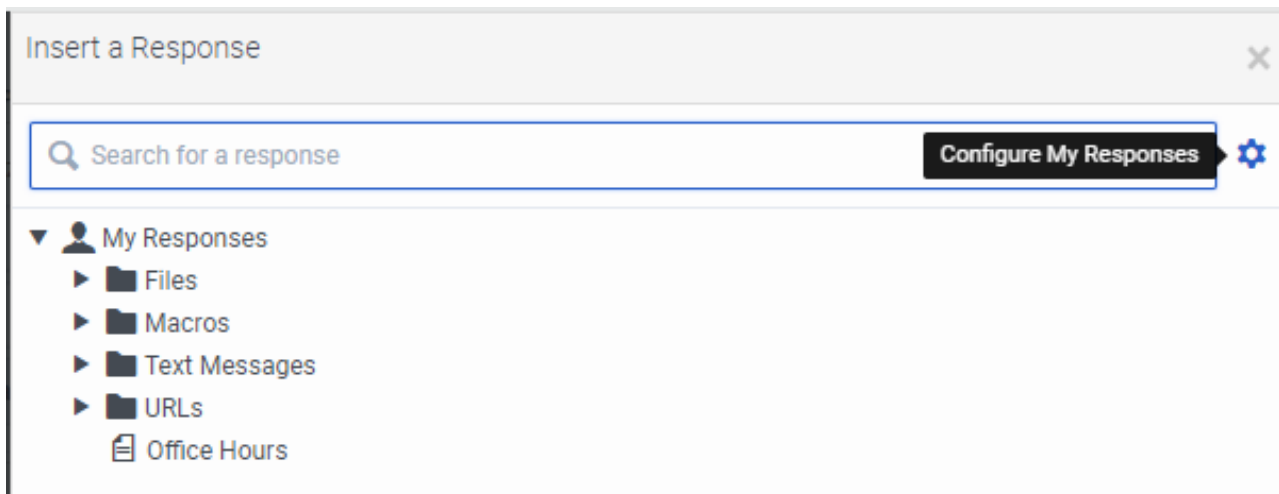 Insert a Response
Search for a response
Configure My Responses
My Responses
Files
Macros
Text Messages
URLs
Office Hours